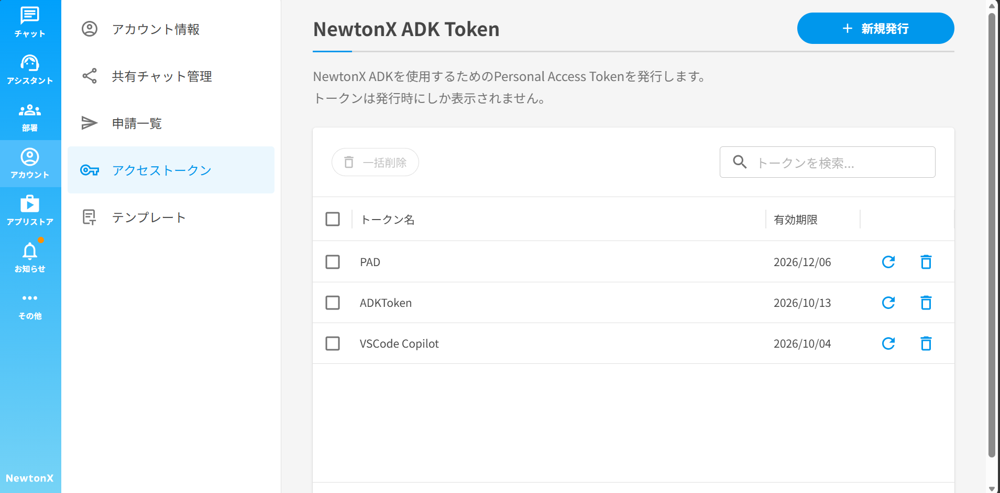 チャット
アシスタント
部署
アカウント
アプリストア
お知らせ
その他
NewtonX
アカウント情報
共有チャット管理
申請一覧
アクセストークン
テンプレート
NewtonX ADK Token
新規発行
NewtonX ADKを使用するためのPersonal Access Tokenを発行します。
トークンは発行時にしか表示されません。
一括削除
トークンを検索...
トークン名 有効期限
PAD 2026/12/06
ADKToken 2026/10/13
VSCode Copilot 2026/10/04